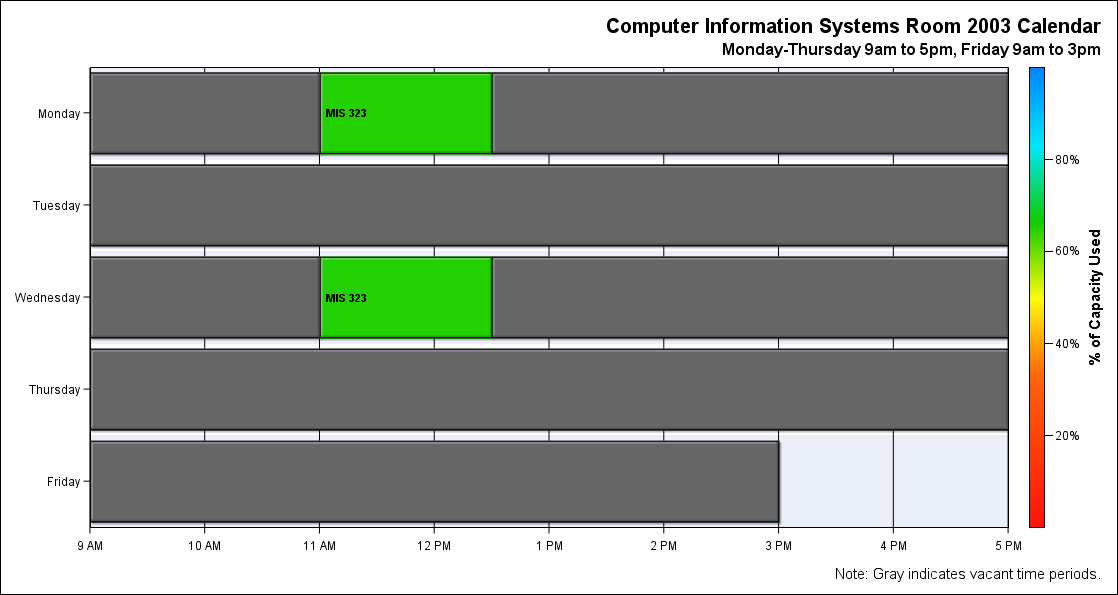 Computer Information Systems Room 2003 Calendar
Monday-Thursday 9am to 5pm, Friday 9am to 3pm
Monday
MIS 323
Tuesday
Wednesday
MIS 323
Thursday
Friday
80%
60%
40%
20%
% of Capacity Used
9 AM 10 AM 11 AM 12 PM 1 PM 2 PM 3 PM 4 PM 5 PM
Note: Gray indicates vacant time periods.